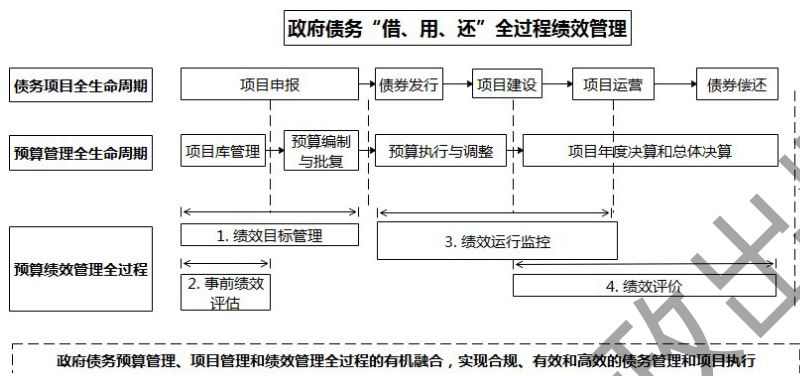 政府债务“借、用、还”全过程绩效管理
债务项目全生命周期
项目申报
债券发行
项目建设
项目运营
债券偿还
预算管理全生命周期
项目库管理
预算编制
与批复
预算执行与调整
项目年度决算和总体决算
预算绩效管理全过程
1. 绩效目标管理
3. 绩效运行监控
2. 事前绩效
评估
4. 绩效评价
政府债务预算管理、项目管理和绩效管理全过程的有机融合，实现合规、有效和高效的债务管理和项目执行
政出